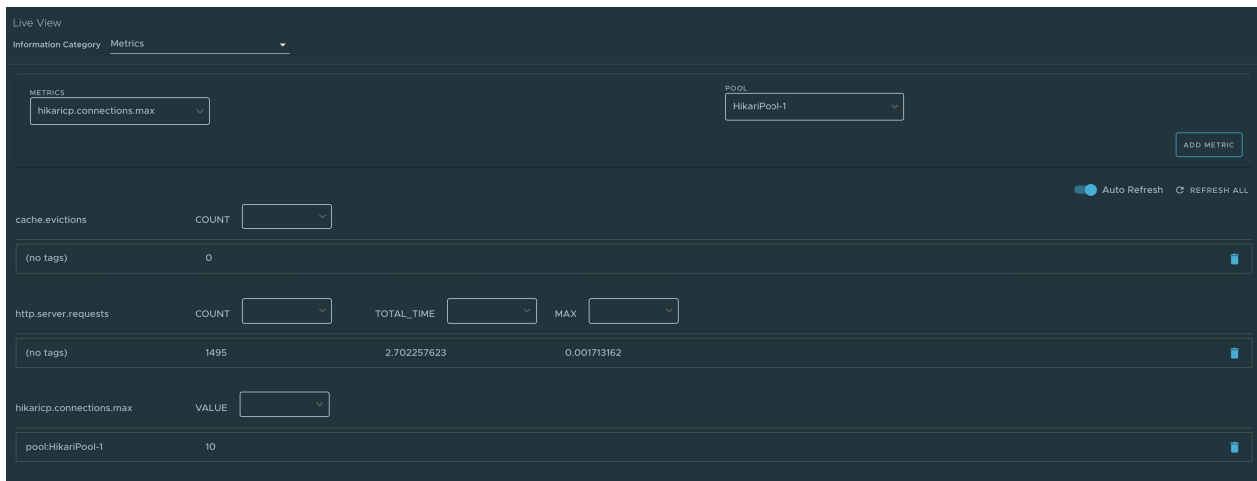 Live View
Information Category Metrics
METRICS
hikaricp.connections.max
POOL
HikariPool-1
ADD METRIC
Auto Refresh REFRESH ALL
cache.evictions COUNT
(no tags) 0
http.server.requests COUNT TOTAL_TIME MAX
(no tags) 1495 2.702257623 0.001713162
hikaricp.connections.max VALUE
pool:HikariPool-1 10